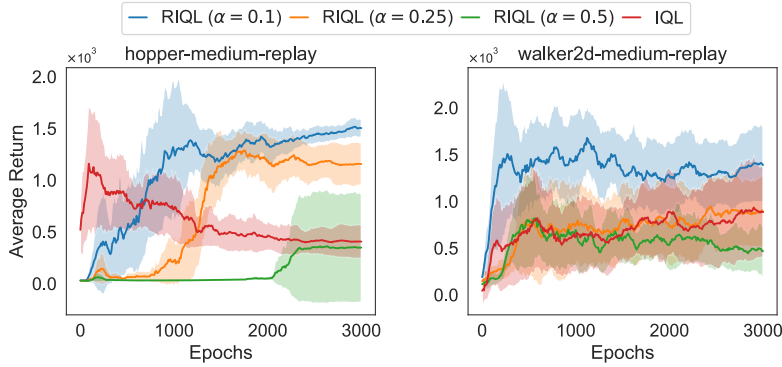 RIQL (α = 0.1) RIQL (α = 0.25) RIQL (α = 0.5) IQL
hopper-medium-replay
×10³
2.0
1.5
1.0
0.5
0.0
Average Return
0 1000 2000 3000
Epochs
walker2d-medium-replay
×10³
2.0
1.5
1.0
0.5
0.0
0 1000 2000 3000
Epochs